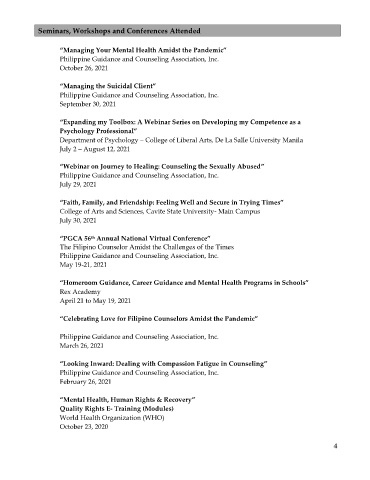 Seminars, Workshops and Conferences Attended
“Managing Your Mental Health Amidst the Pandemic”
Philippine Guidance and Counseling Association, Inc.
October 26, 2021
“Managing the Suicidal Client”
Philippine Guidance and Counseling Association, Inc.
September 30, 2021
“Expanding my Toolbox: A Webinar Series on Developing my Competence as a
Psychology Professional”
Department of Psychology – College of Liberal Arts, De La Salle University Manila
July 2 – August 12, 2021
“Webinar on Journey to Healing: Counseling the Sexually Abused”
Philippine Guidance and Counseling Association, Inc.
July 29, 2021
“Faith, Family, and Friendship: Feeling Well and Secure in Trying Times”
College of Arts and Sciences, Cavite State University- Main Campus
July 30, 2021
“PGCA 56th Annual National Virtual Conference”
The Filipino Counselor Amidst the Challenges of the Times
Philippine Guidance and Counseling Association, Inc.
May 19-21, 2021
“Homeroom Guidance, Career Guidance and Mental Health Programs in Schools”
Rex Academy
April 21 to May 19, 2021
“Celebrating Love for Filipino Counselors Amidst the Pandemic”
Philippine Guidance and Counseling Association, Inc.
March 26, 2021
“Looking Inward: Dealing with Compassion Fatigue in Counseling”
Philippine Guidance and Counseling Association, Inc.
February 26, 2021
“Mental Health, Human Rights & Recovery”
Quality Rights E- Training (Modules)
World Health Organization (WHO)
October 23, 2020
4